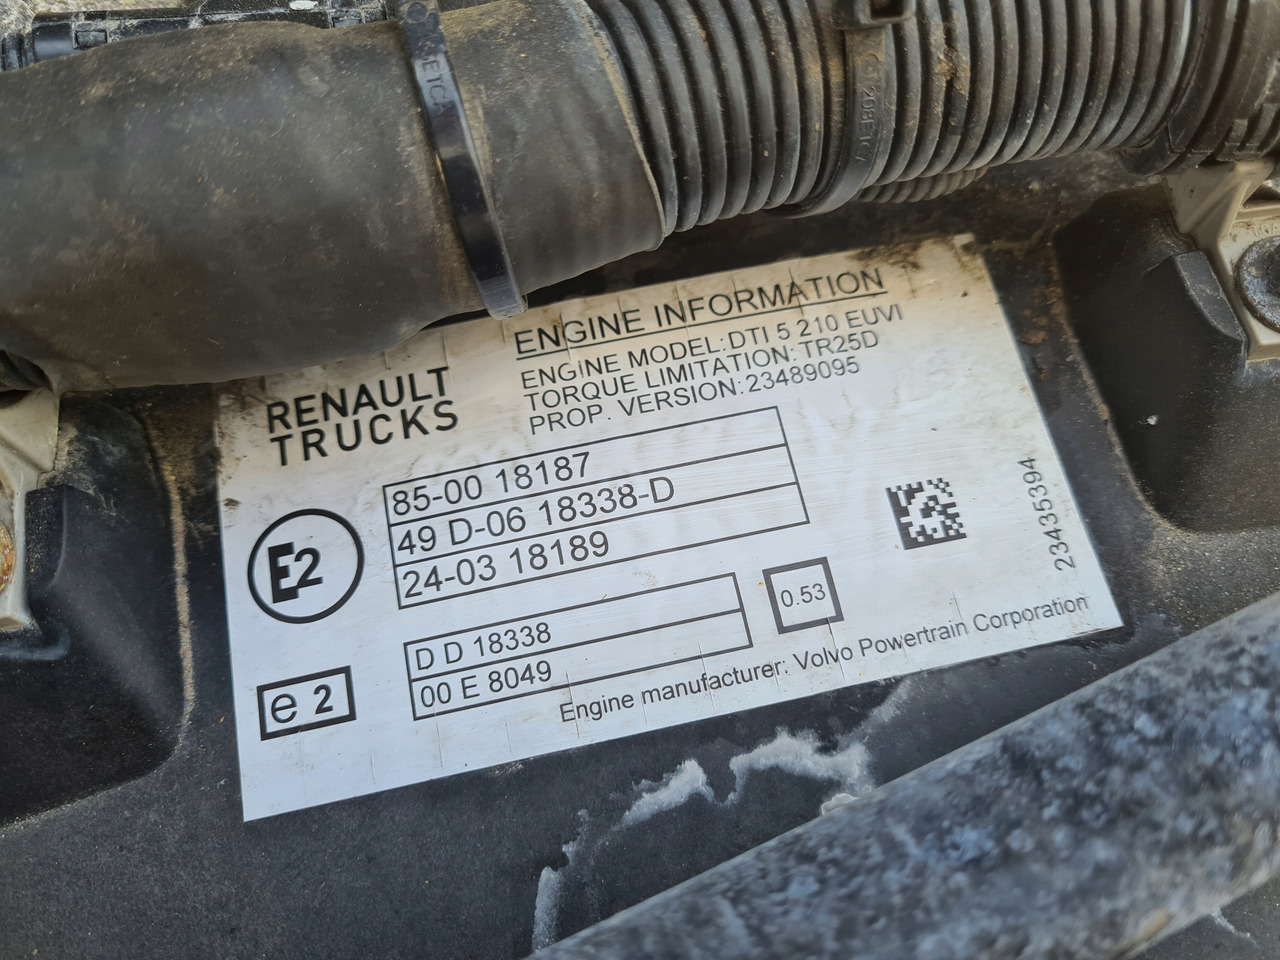 ENGINE INFORMATION
ENGINE MODEL: DTI 5 210 EUVI
TORQUE LIMITATION: TR25D
PROP. VERSION: 23489095
RENAULT
TRUCKS
85-00 18187
49 D-06 18338-D
24-03 18189
E2
D D 18338
00 E 8049
e 2
0.53
23435394
Engine manufacturer: Volvo Powertrain Corporation